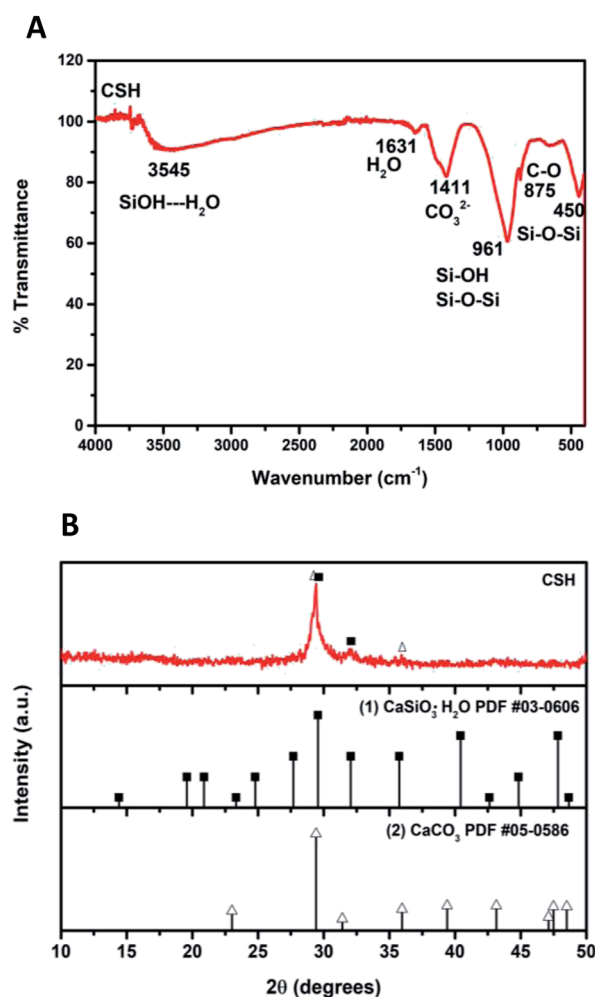 A
CSH
3545
SiOH---H₂O
1631
H₂O
1411
CO₃²⁻
961
Si-OH
Si-O-Si
C-O
875
450
Si-O-Si
% Transmittance
120
100
80
60
40
20
0
4000 3500 3000 2500 2000 1500 1000 500
Wavenumber (cm⁻¹)
B
CSH
(1) CaSiO₃· H₂O PDF #03-0606
(2) CaCO₃ PDF #05-0586
Intensity (a.u.)
10 15 20 25 30 35 40 45 50
2θ (degrees)